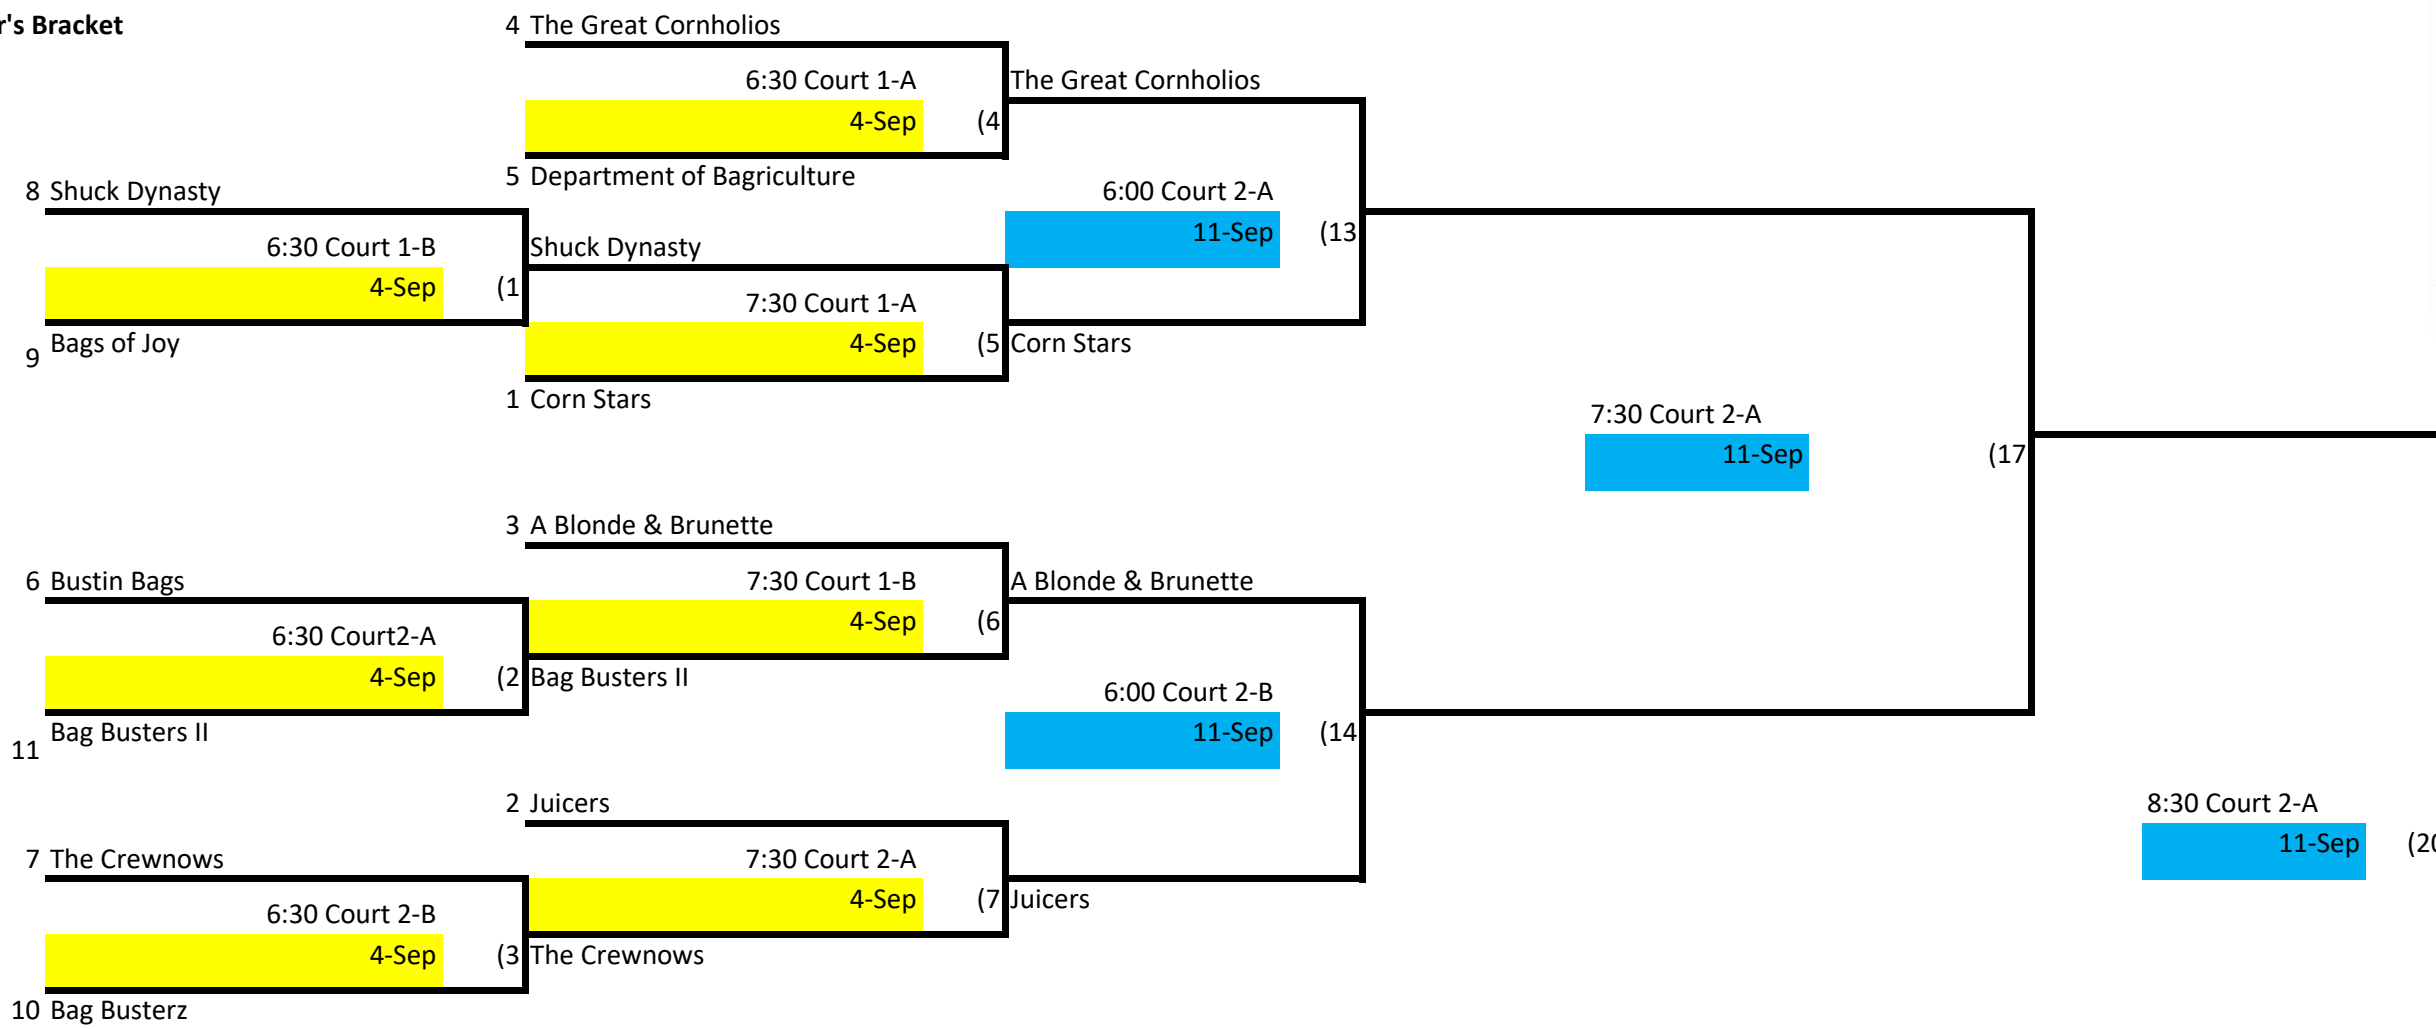 r's Bracket
4 The Great Cornholios
6:30 Court 1-A
The Great Cornholios
4-Sep (4
5 Department of Bagriculture
8 Shuck Dynasty
6:00 Court 2-A
11-Sep (13
6:30 Court 1-B
Shuck Dynasty
4-Sep (1
7:30 Court 1-A
9 Bags of Joy
4-Sep (5
Corn Stars
1 Corn Stars
7:30 Court 2-A
11-Sep (17
3 A Blonde & Brunette
6 Bustin Bags
7:30 Court 1-B
A Blonde & Brunette
4-Sep (6
6:30 Court2-A
4-Sep (2
Bag Busters II
6:00 Court 2-B
11-Sep (14
11 Bag Busters II
2 Juicers
8:30 Court 2-A
11-Sep (20
7 The Crewnows
7:30 Court 2-A
4-Sep (7
Juicers
6:30 Court 2-B
4-Sep (3
The Crewnows
10 Bag Busterz